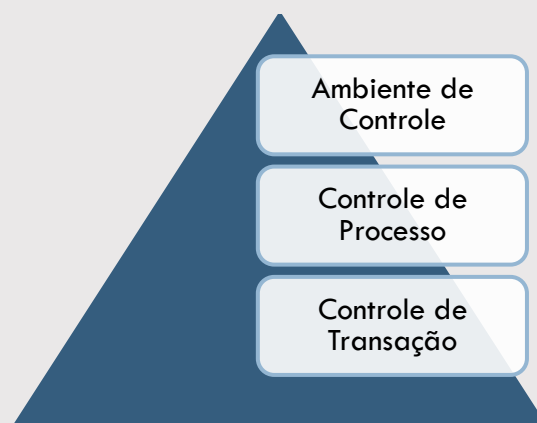 Ambiente de
Controle
Controle de
Processo
Controle de
Transação